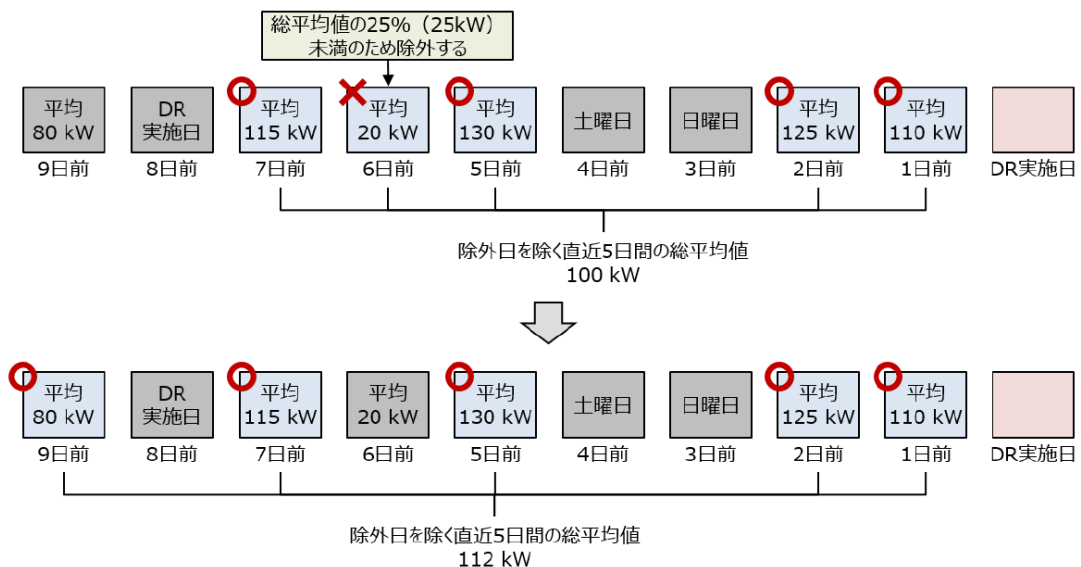 総平均値の25%（25kW）
未満のため除外する
平均
80 kW
DR
実施日
平均
115 kW
平均
20 kW
平均
130 kW
土曜日
日曜日
平均
125 kW
平均
110 kW
9日前
8日前
7日前
6日前
5日前
4日前
3日前
2日前
1日前
DR実施日
除外日を除く直近5日間の総平均値
100 kW
平均
80 kW
DR
実施日
平均
115 kW
平均
20 kW
平均
130 kW
土曜日
日曜日
平均
125 kW
平均
110 kW
9日前
8日前
7日前
6日前
5日前
4日前
3日前
2日前
1日前
DR実施日
除外日を除く直近5日間の総平均値
112 kW